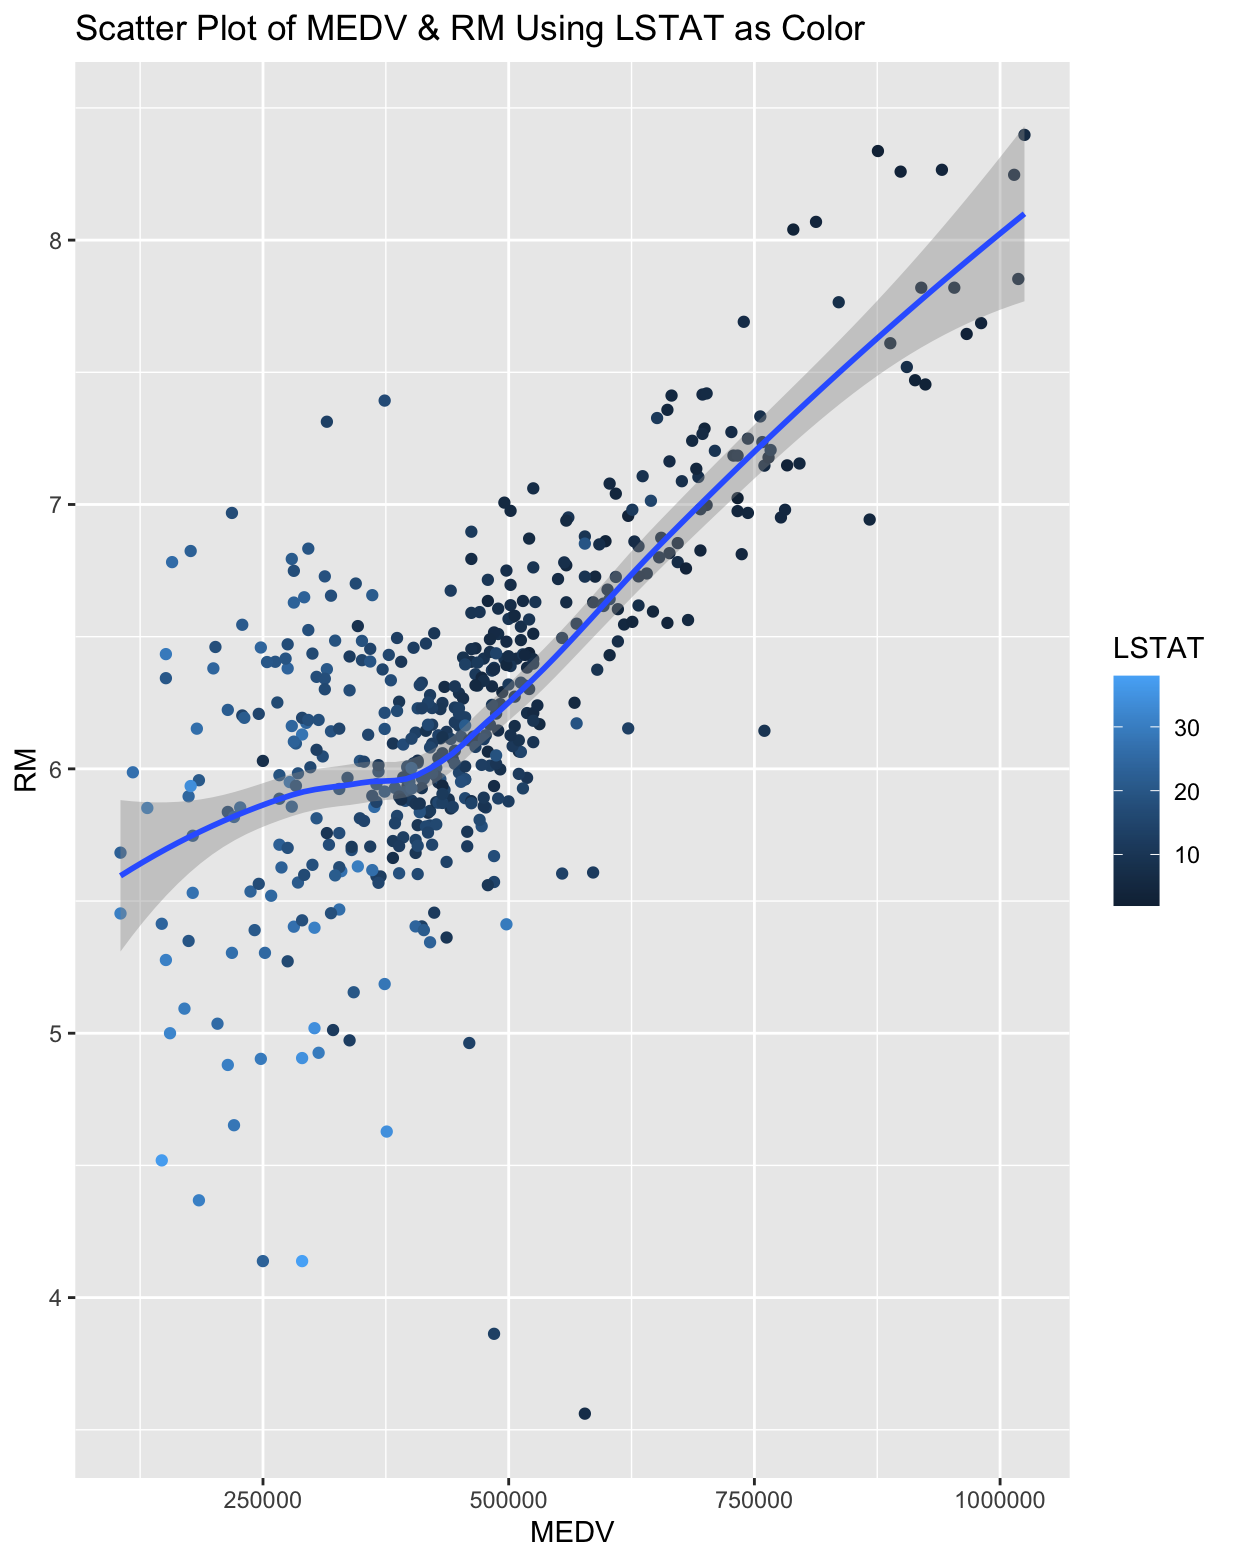 Scatter Plot of MEDV & RM Using LSTAT as Color
RM
8
7
6
5
4
250000 500000 750000 1000000
MEDV
LSTAT
30
20
10